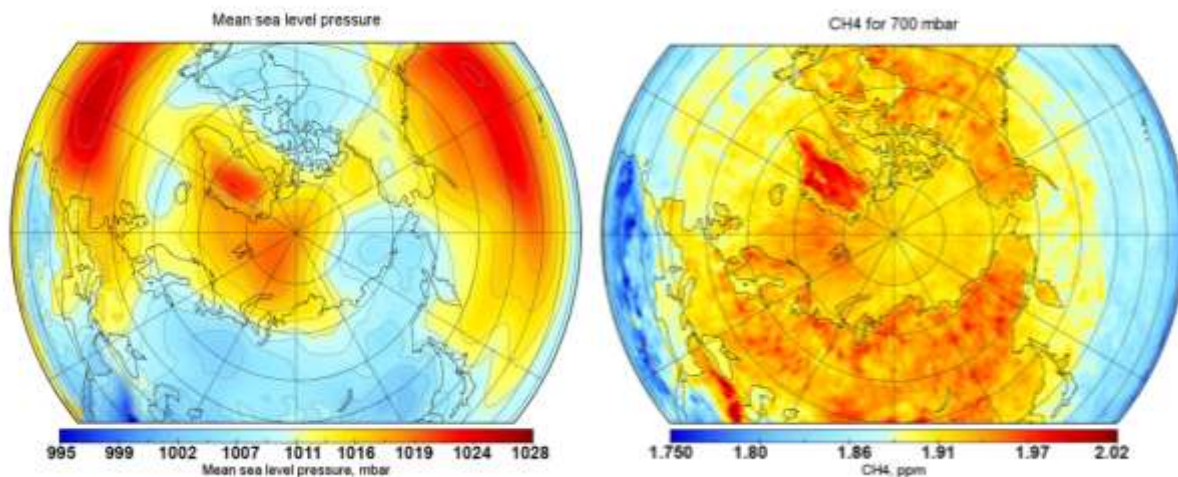 Mean sea level pressure
CH4 for 700 mbar
995 999 1002 1007 1011 1016 1019 1024 1028
Mean sea level pressure, mbar
1.750 1.80 1.86 1.91 1.97 2.02
CH4, ppm